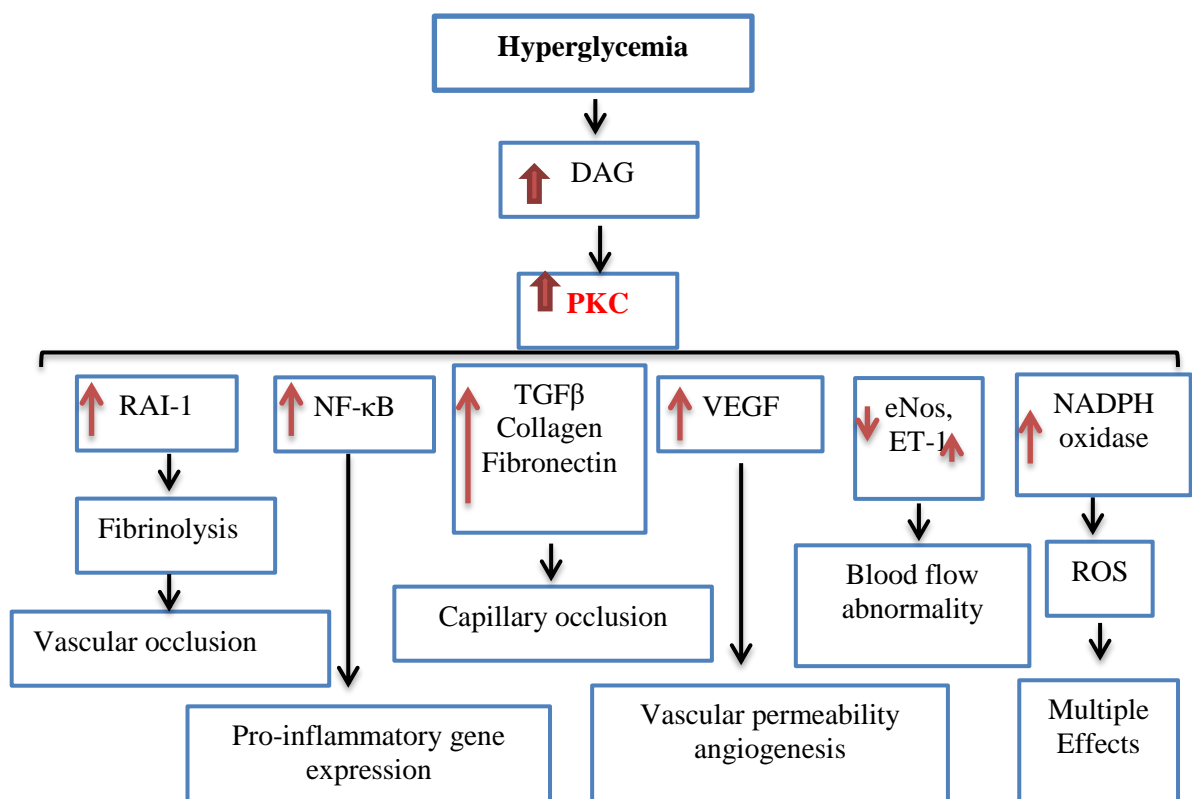 Hyperglycemia
DAG
PKC
RAI-1
NF-κB
TGFβ
Collagen
Fibronectin
VEGF
eNos,
ET-1
NADPH
oxidase
Fibrinolysis
Vascular occlusion
Pro-inflammatory gene
expression
Capillary occlusion
Vascular permeability
angiogenesis
Blood flow
abnormality
ROS
Multiple
Effects